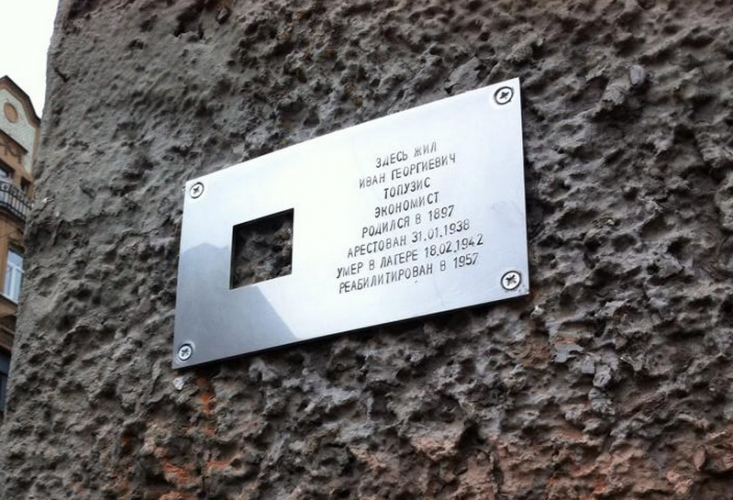 ЗДЕСЬ ЖИЛ
ИВАН ГЕОРГИЕВИЧ
ТОПУЗИС
ЭКОНОМИСТ
РОДИЛСЯ В 1897
АРЕСТОВАН 31.01.1938
УМЕР В ЛАГЕРЕ 18.02.1942
РЕАБИЛИТИРОВАН В 1957